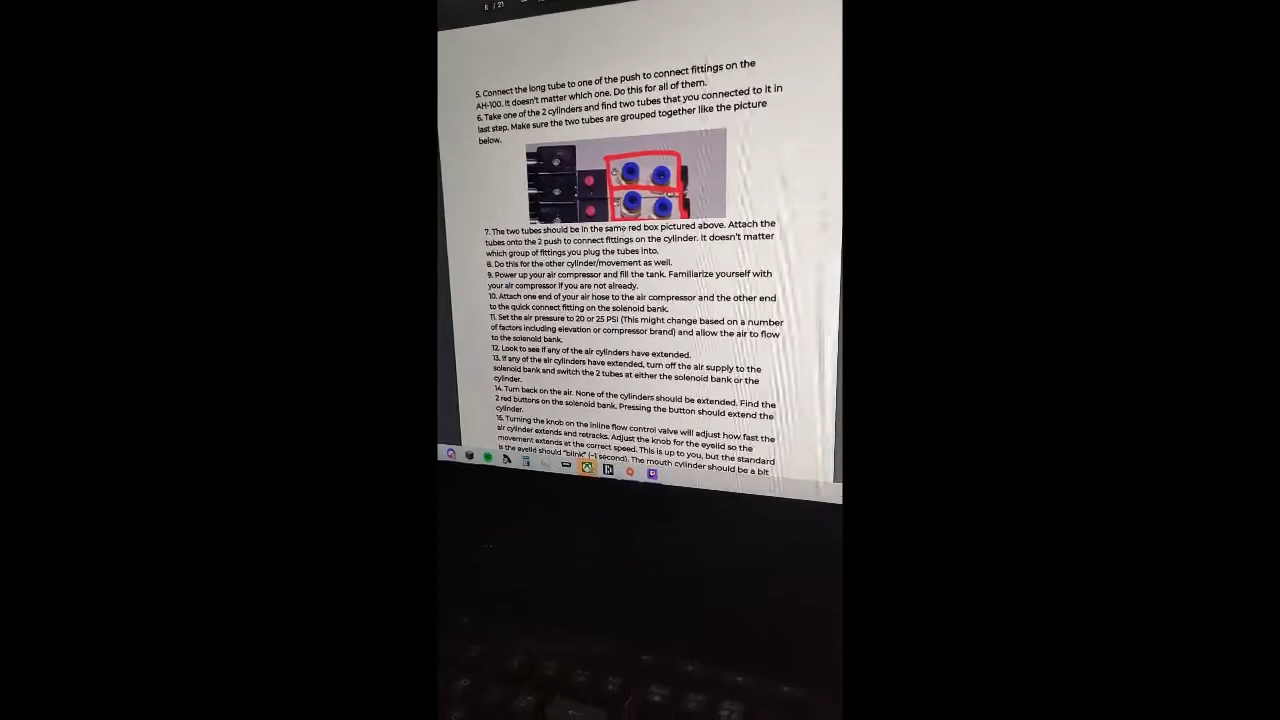 8 / 21
5. Connect the long tube to one of the push to connect fittings on the
AH-100. It doesn't matter which one. Do this for all of them.
6. Take one of the 2 cylinders and find two tubes that you connected to it in
last step. Make sure the two tubes are grouped together like the picture
below.
7. The two tubes should be in the same red box pictured above. Attach the
tubes onto the 2 push to connect fittings on the cylinder. It doesn't matter
which group of fittings you plug the tubes into.
8. Do this for the other cylinder/movement as well.
9. Power up your air compressor and fill the tank. Familiarize yourself with
your air compressor if you are not already.
10. Attach one end of your air hose to the air compressor and the other end
to the quick connect fitting on the solenoid bank.
11. Set the air pressure to 20 or 25 PSI (This might change based on a number
of factors including elevation or compressor brand) and allow the air to flow
to the solenoid bank.
12. Look to see if any of the air cylinders have extended.
13. If any of the air cylinders have extended, turn off the air supply to the
solenoid bank and switch the 2 tubes at either the solenoid bank or the
cylinder.
14. Turn back on the air. None of the cylinders should be extended. Find the
2 red buttons on the solenoid bank. Pressing the button should extend the
cylinder.
15. Turning the knob on the inline flow control valve will adjust how fast the
air cylinder extends and retracks. Adjust the knob for the eyelid so the
movement extends at the correct speed. This is up to you, but the standard
is the eyelid should "blink" (~1 second). The mouth cylinder should be a bit